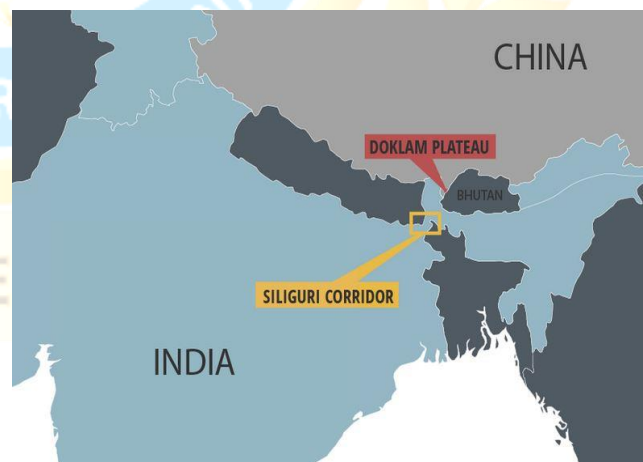 CHINA
DOKLAM PLATEAU
BHUTAN
SILIGURI CORRIDOR
INDIA